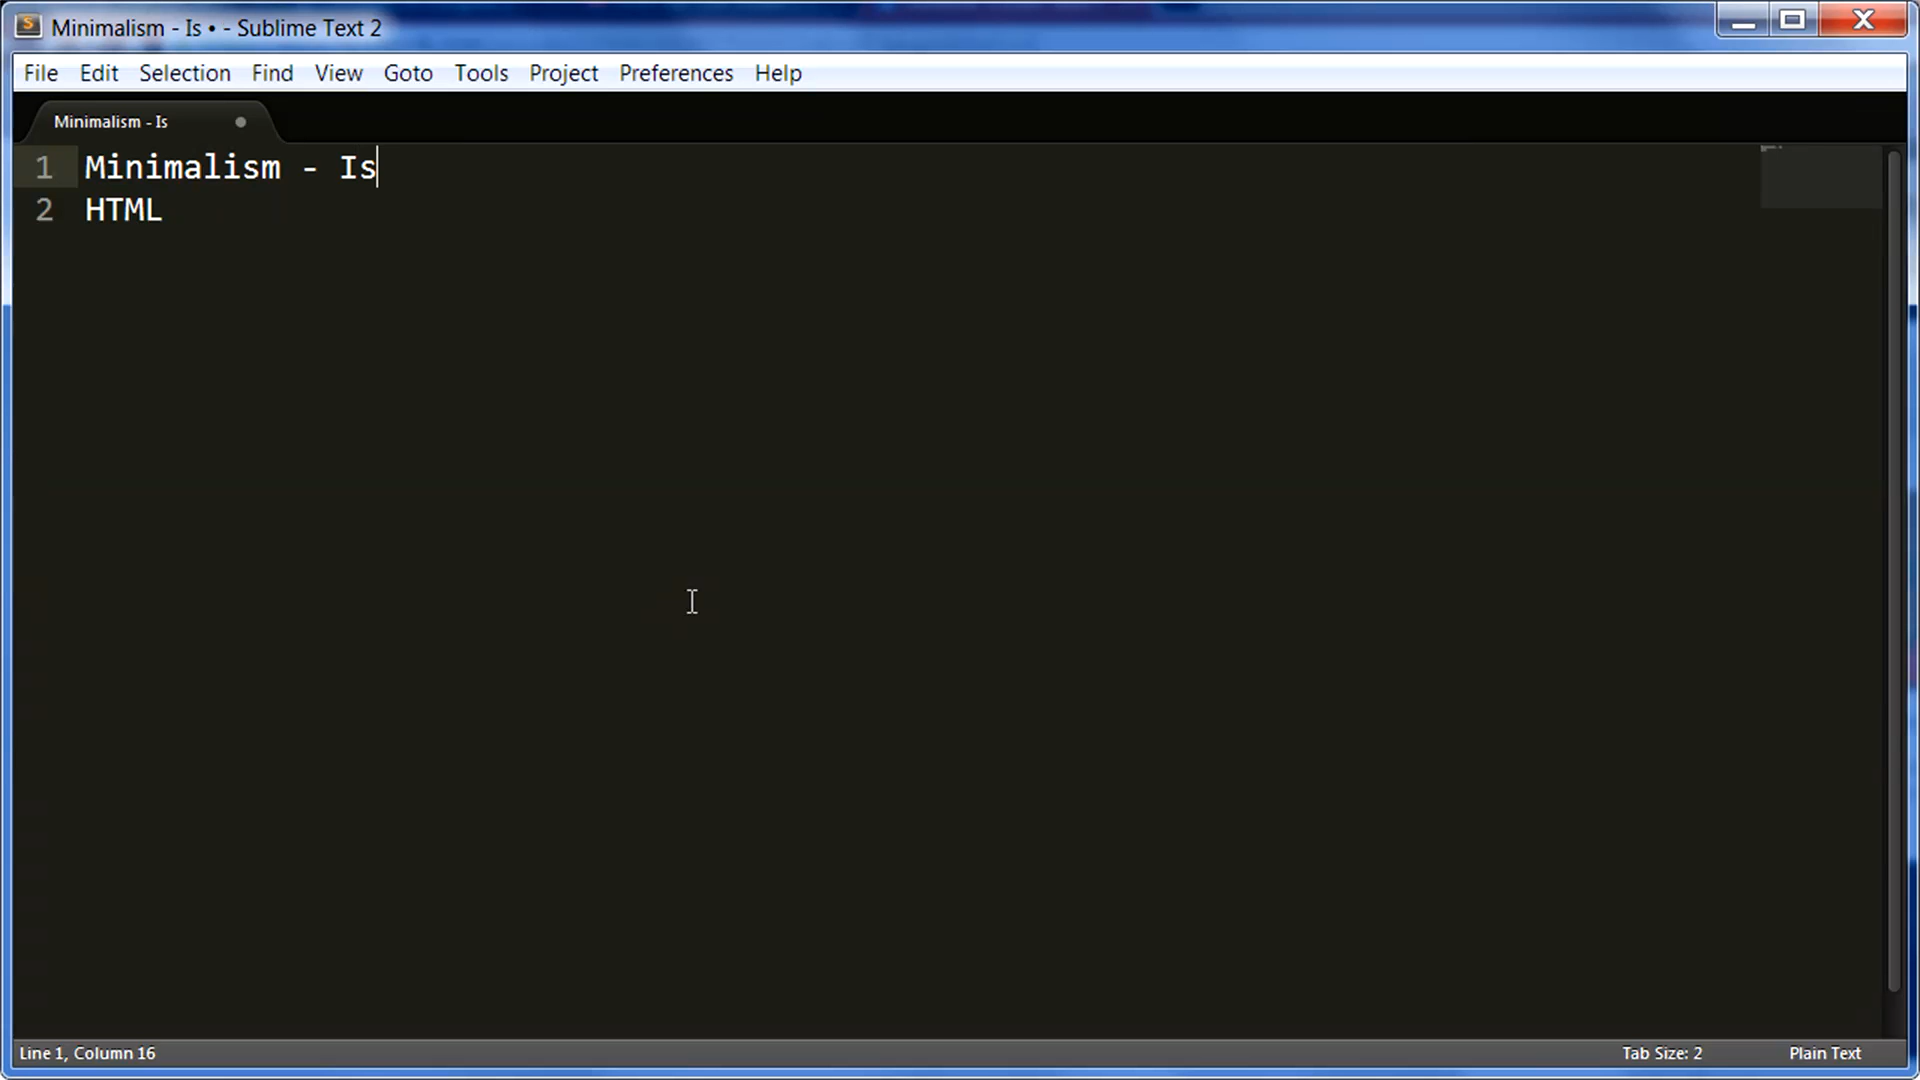 Minimalism - Is • - Sublime Text 2
File Edit Selection Find View Goto Tools Project Preferences Help
Minimalism - Is
1 Minimalism - Is
2 HTML
Line 1, Column 16 Tab Size: 2 Plain Text